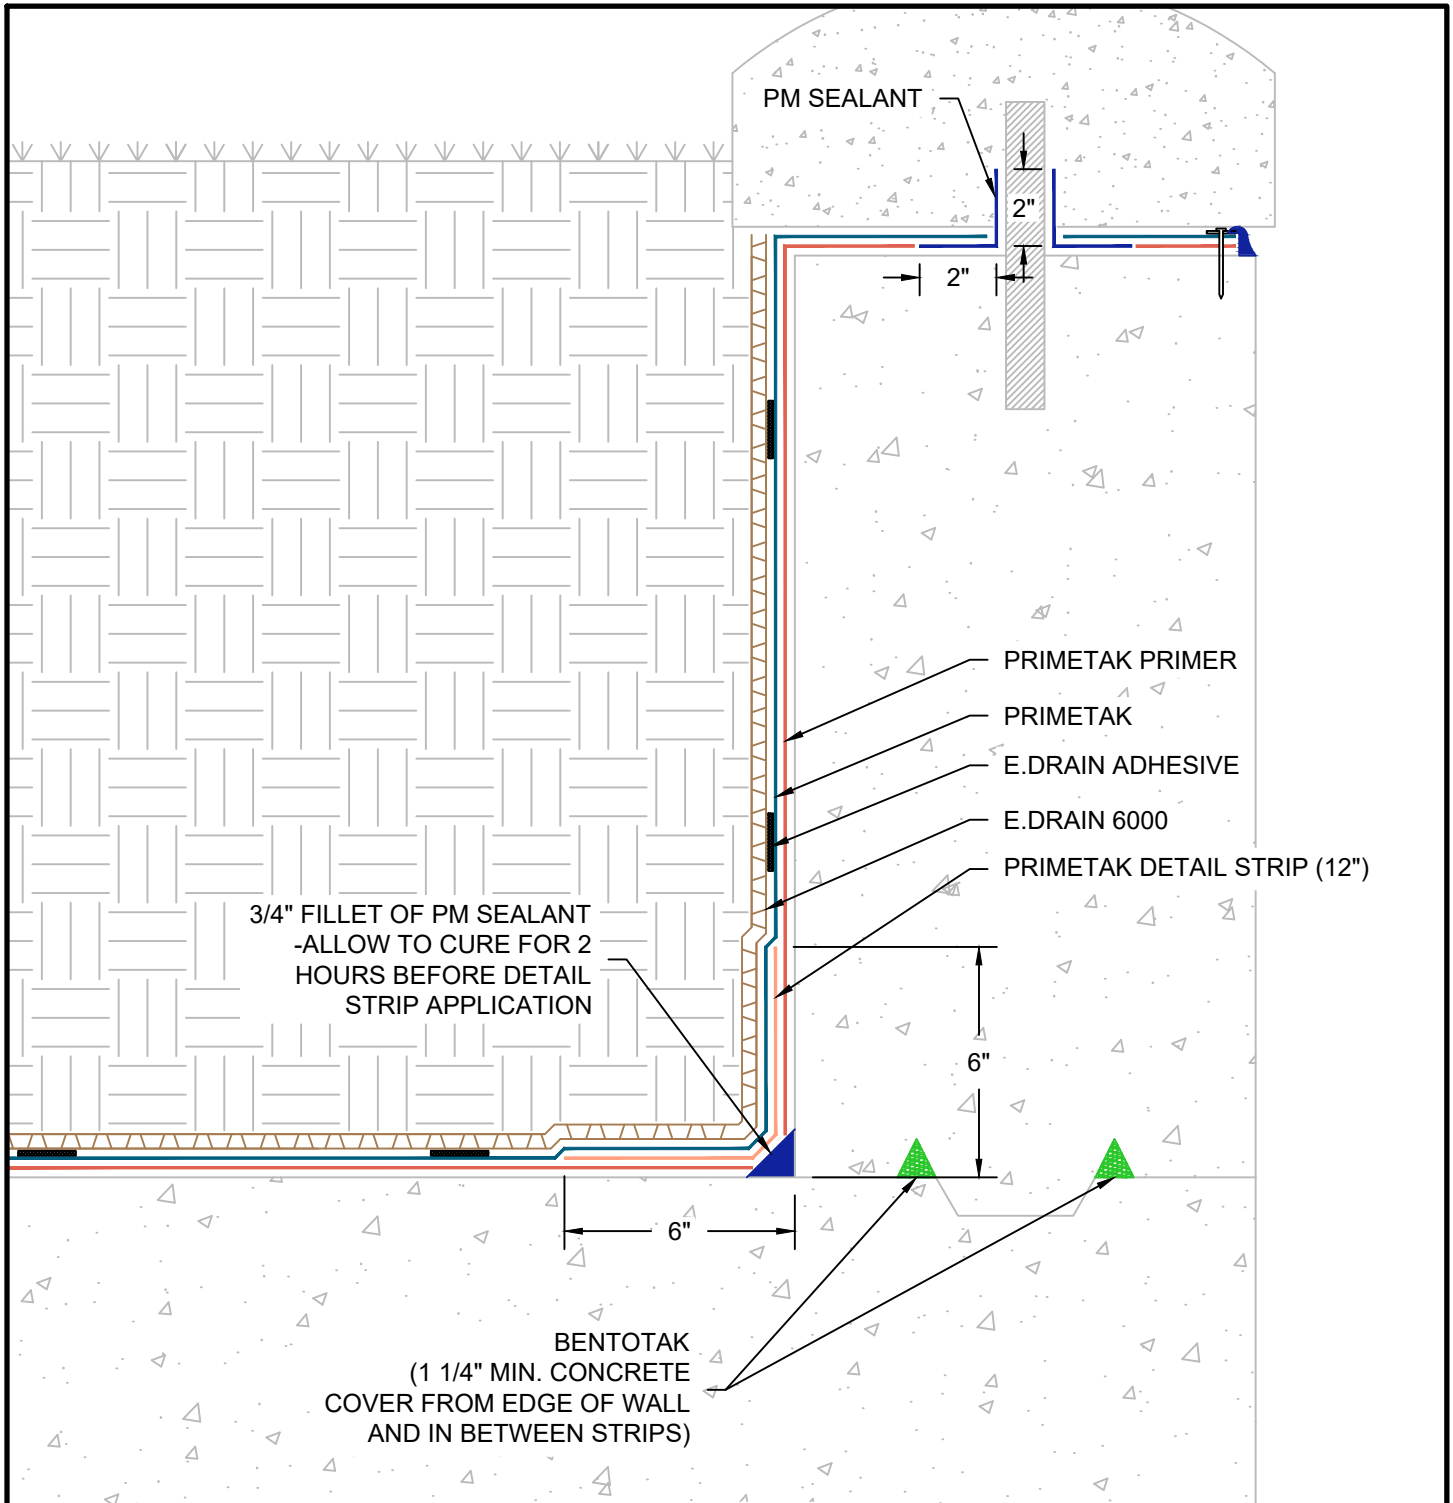 PM SEALANT
2"
2"
PRIMETAK PRIMER
PRIMETAK
E.DRAIN ADHESIVE
E.DRAIN 6000
PRIMETAK DETAIL STRIP (12")
3/4" FILLET OF PM SEALANT
-ALLOW TO CURE FOR 2
HOURS BEFORE DETAIL
STRIP APPLICATION
6"
6"
BENTOTAK
(1 1/4" MIN. CONCRETE
COVER FROM EDGE OF WALL
AND IN BETWEEN STRIPS)